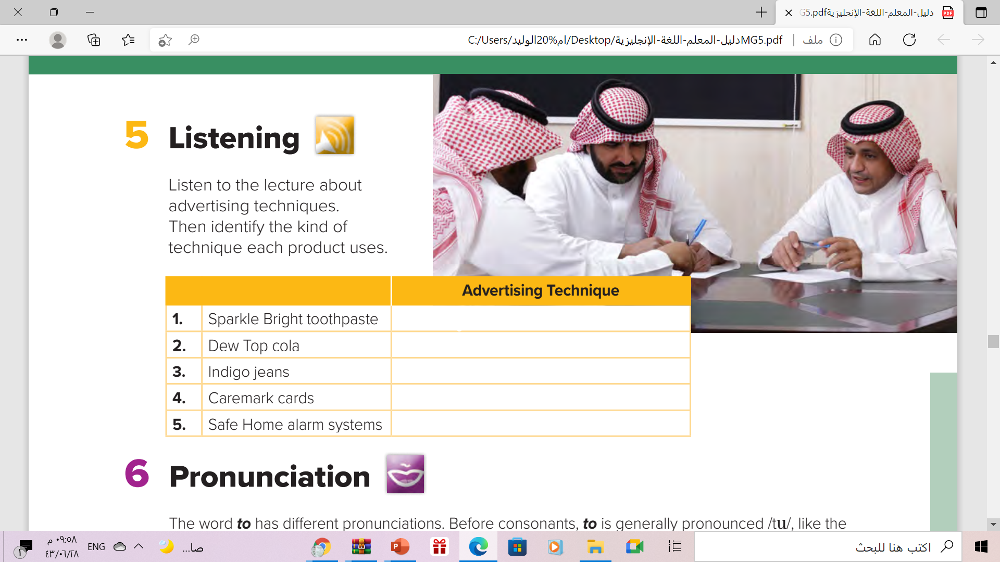 دليل-المعلم-اللغة-الإنجليزيةG5.pdf
C:/Users/ام%20الوليد/Desktop/دليل-المعلم-اللغة-الإنجليزيةMG5.pdf
ملف
5 Listening
Listen to the lecture about
advertising techniques.
Then identify the kind of
technique each product uses.
Advertising Technique
1. Sparkle Bright toothpaste
2. Dew Top cola
3. Indigo jeans
4. Caremark cards
5. Safe Home alarm systems
6 Pronunciation
The word to has different pronunciations. Before consonants, to is generally pronounced /tu/, like the
٠٩:٥٨ م
٤٣/٠٦/٢٨
ENG
صا...
اكتب هنا للبحث
١